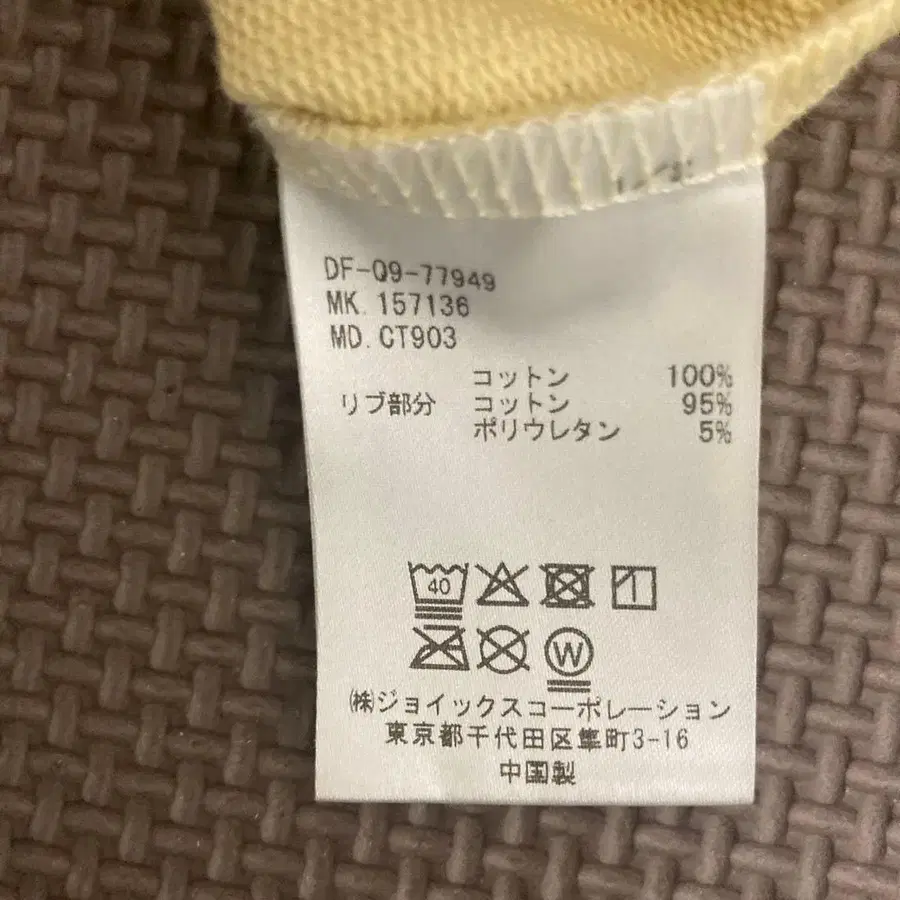 DF-Q9-77949
MK. 157136
MD. CT903
コットン 100%
リブ部分 コットン 95%
ポリウレタン 5%
40
W
㈱ジョイックスコーポレーション
東京都千代田区隼町3-16
中国製